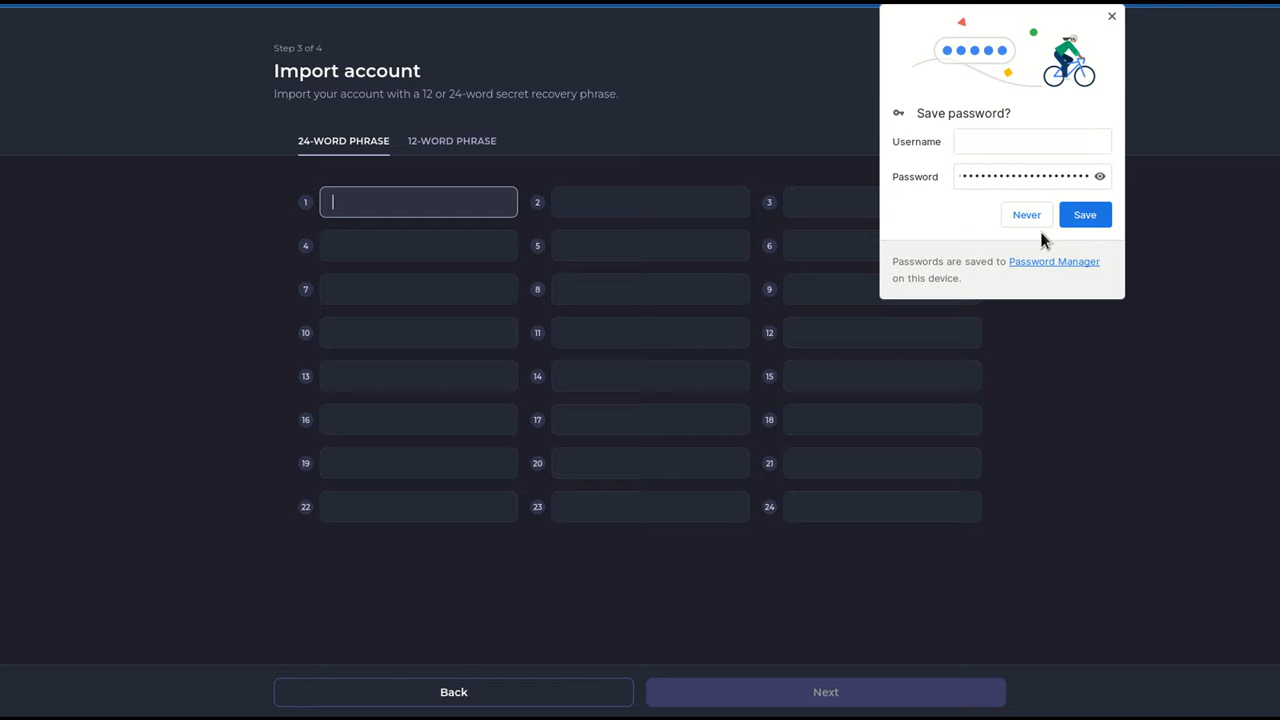 Step 3 of 4
Import account
Import your account with a 12 or 24-word secret recovery phrase.
24-WORD PHRASE 12-WORD PHRASE
1 2 3
4 5 6
7 8 9
10 11 12
13 14 15
16 17 18
19 20 21
22 23 24
Back Next
Save password?
Username
Password
Never Save
Passwords are saved to Password Manager
on this device.